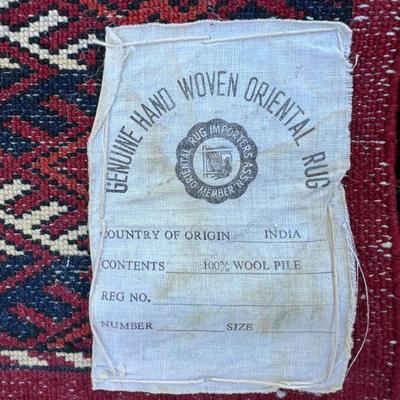 GENUINE HAND WOVEN ORIENTAL RUG
ORIENTAL RUG IMPORTERS ASS'N
MEMBER
COUNTRY OF ORIGIN INDIA
CONTENTS 100% WOOL PILE
REG NO.
NUMBER SIZE